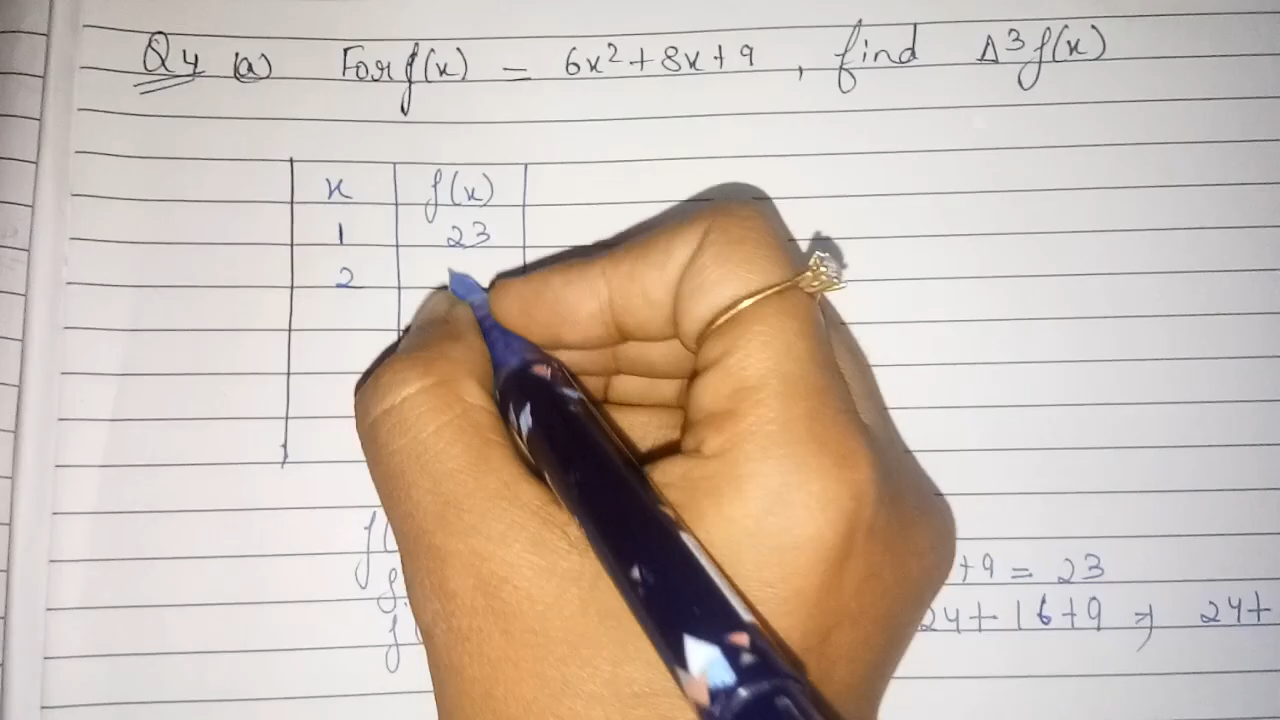 Q4 (a) For f(x) = 6x²+8x+9, find Δ³f(x)
x f(x)
1 23
2
f( +9 = 23
f( 24+16+9 ⇒ 24+